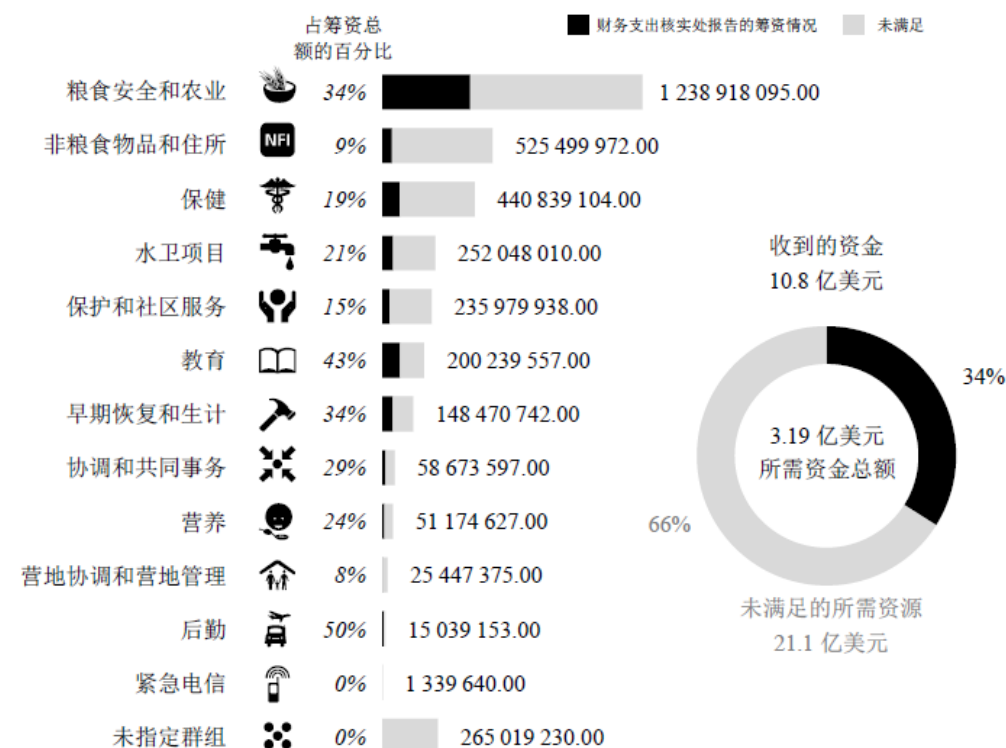 占筹资总
额的百分比
财务支出核实处报告的筹资情况 未满足
粮食安全和农业 34% 1 238 918 095.00
非粮食物品和住所 NFI 9% 525 499 972.00
保健 19% 440 839 104.00
水卫项目 21% 252 048 010.00
保护和社区服务 15% 235 979 938.00
教育 43% 200 239 557.00
早期恢复和生计 34% 148 470 742.00
协调和共同事务 29% 58 673 597.00
营养 24% 51 174 627.00
营地协调和营地管理 8% 25 447 375.00
后勤 50% 15 039 153.00
紧急电信 0% 1 339 640.00
未指定群组 0% 265 019 230.00
收到的资金
10.8 亿美元
34%
3.19 亿美元
所需资金总额
66%
未满足的所需资源
21.1 亿美元